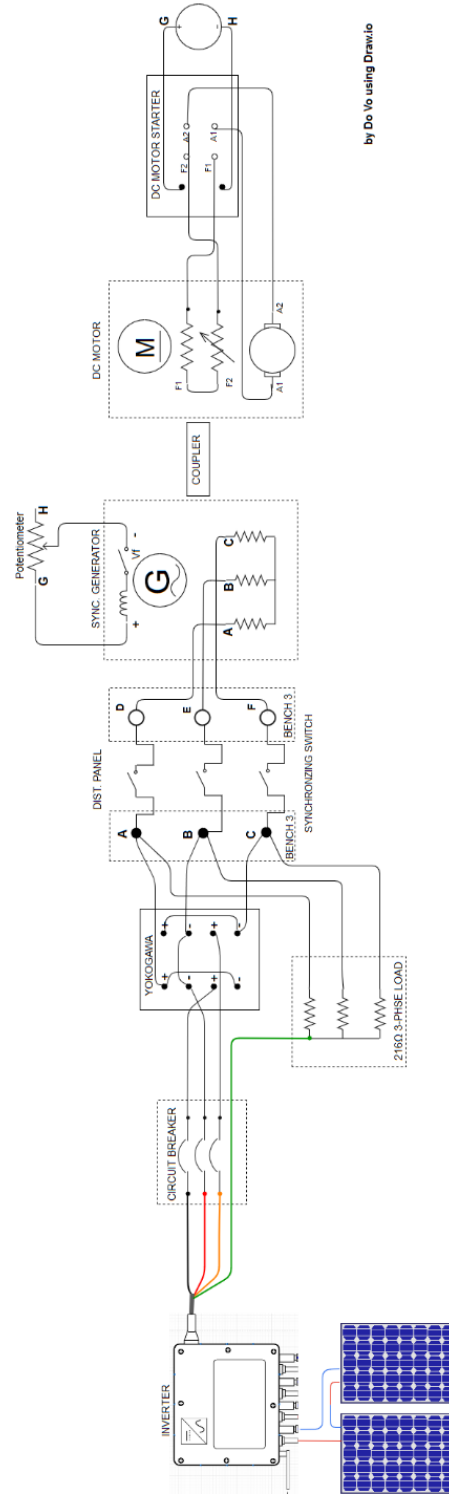 INVERTER
CIRCUIT BREAKER
YOKOGAWA
+
-
+
-
+
-
+
-
216Ω 3-PHSE LOAD
DIST. PANEL
A
B
C
BENCH 3
D
E
F
BENCH 3
SYNCHRONIZING SWITCH
Potentiometer
G
H
SYNC. GENERATOR
+
Vf
-
G
A
B
C
COUPLER
DC MOTOR
M
F1
F2
A1
A2
DC MOTOR STARTER
F2
A2
F1
A1
G
H
+
-
by Do Vo using Draw.io